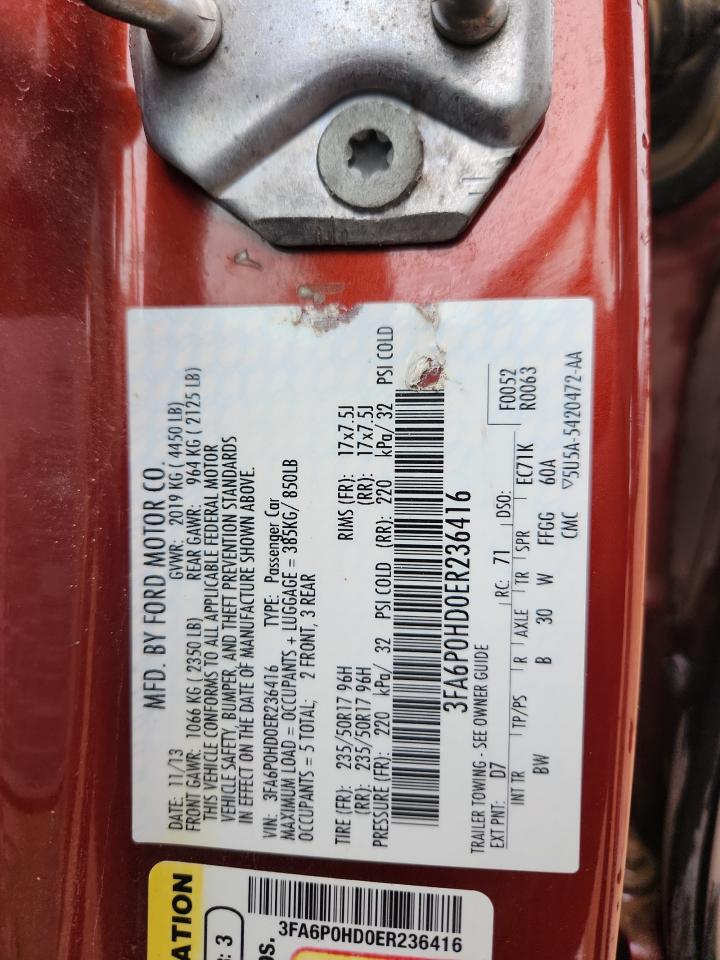 MFD. BY FORD MOTOR CO.
DATE: 11/13 GVWR: 2019 KG ( 4450 LB)
FRONT GAWR: 1066 KG ( 2350 LB) REAR GAWR: 964 KG ( 2125 LB)
THIS VEHICLE CONFORMS TO ALL APPLICABLE FEDERAL MOTOR
VEHICLE SAFETY, BUMPER, AND THEFT PREVENTION STANDARDS
IN EFFECT ON THE DATE OF MANUFACTURE SHOWN ABOVE.
VIN: 3FA6P0HD0ER236416 TYPE: Passenger Car
MAXIMUM LOAD = OCCUPANTS + LUGGAGE = 385KG/ 850LB
OCCUPANTS = 5 TOTAL; 2 FRONT, 3 REAR
TIRE (FR): 235/50R17 96H RIMS (FR): 17x7.5J
(RR): 235/50R17 96H (RR): 17x7.5J
PRESSURE (FR): 220 kPa/ 32 PSI COLD (RR): 220 kPa/ 32 PSI COLD
3FA6P0HD0ER236416
TRAILER TOWING - SEE OWNER GUIDE
F0052
R0063
EXT PNT: D7 RC: 71 DSO: EC71K
INT TR TP/PS R AXLE TR SPR
BW B 30 W FFGG 60A
CMC ▽5U5A-5420472-AA
ATION
: 3
os.
3FA6P0HD0ER236416